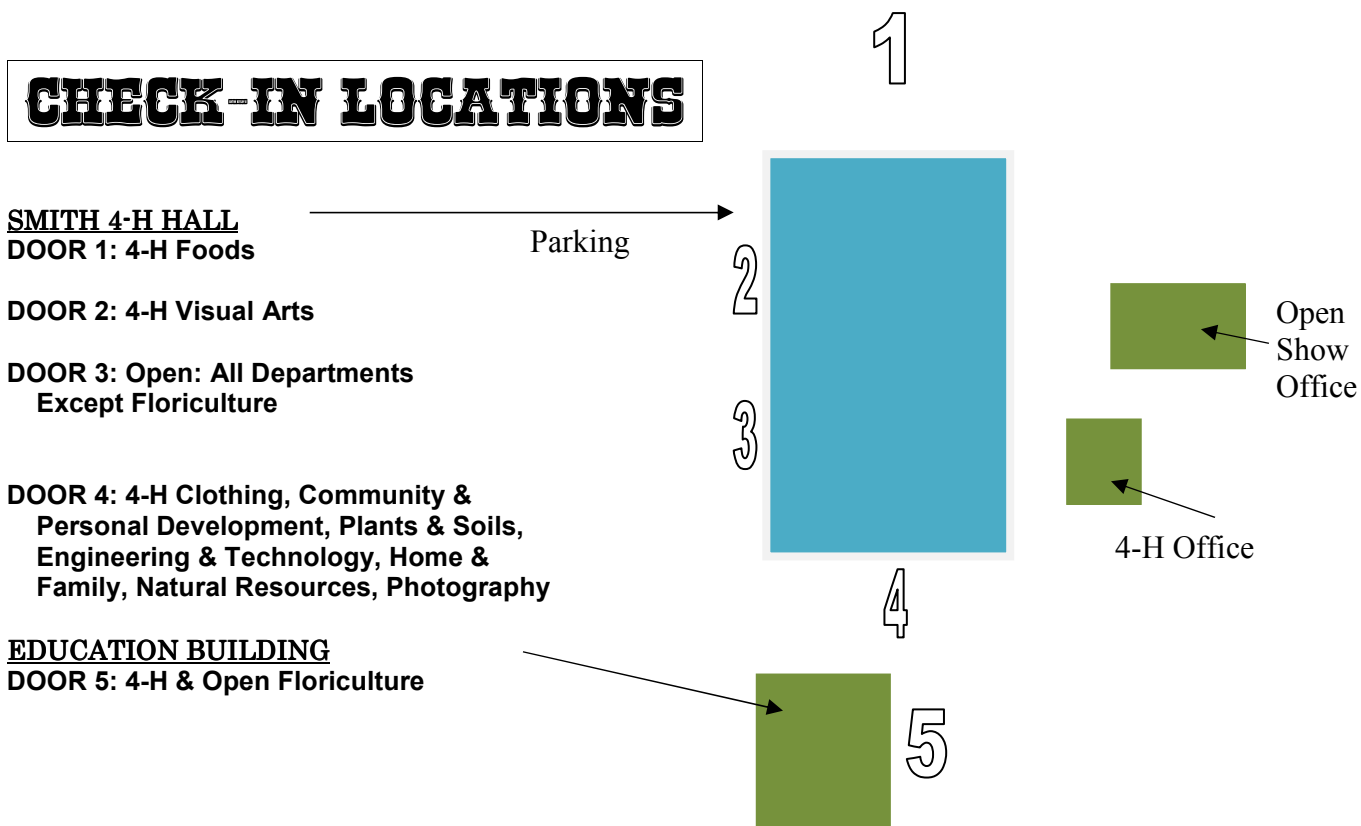 1
CHECK-IN LOCATIONS
SMITH 4-H HALL
Parking
DOOR 1: 4-H Foods
2
DOOR 2: 4-H Visual Arts
Open
Show
Office
DOOR 3: Open: All Departments
Except Floriculture
3
DOOR 4: 4-H Clothing, Community &
Personal Development, Plants & Soils,
Engineering & Technology, Home &
Family, Natural Resources, Photography
4-H Office
4
EDUCATION BUILDING
DOOR 5: 4-H & Open Floriculture
5